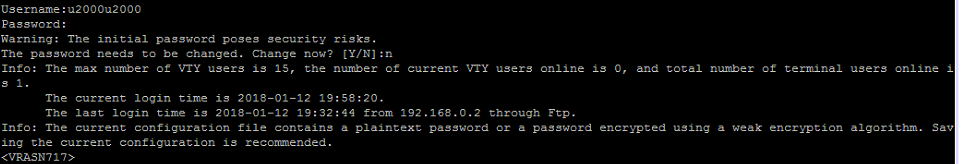 Username:u2000u2000
Password:
Warning: The initial password poses security risks.
The password needs to be changed. Change now? [Y/N]:n
Info: The max number of VTY users is 15, the number of current VTY users online is 0, and total number of terminal users online i
s 1.
The current login time is 2018-01-12 19:58:20.
The last login time is 2018-01-12 19:32:44 from 192.168.0.2 through Ftp.
Info: The current configuration file contains a plaintext password or a password encrypted using a weak encryption algorithm. Sav
ing the current configuration is recommended.
<VRASN717>